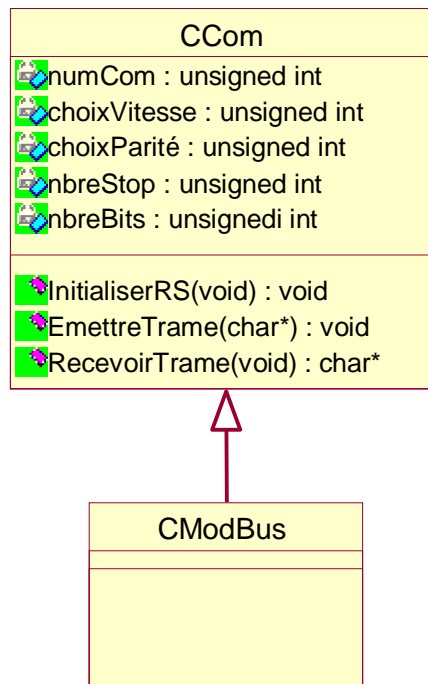 CCom
numCom : unsigned int
choixVitesse : unsigned int
choixParité : unsigned int
nbreStop : unsigned int
nbreBits : unsignedi int
InitialiserRS(void) : void
EmettreTrame(char*) : void
RecevoirTrame(void) : char*
CModBus